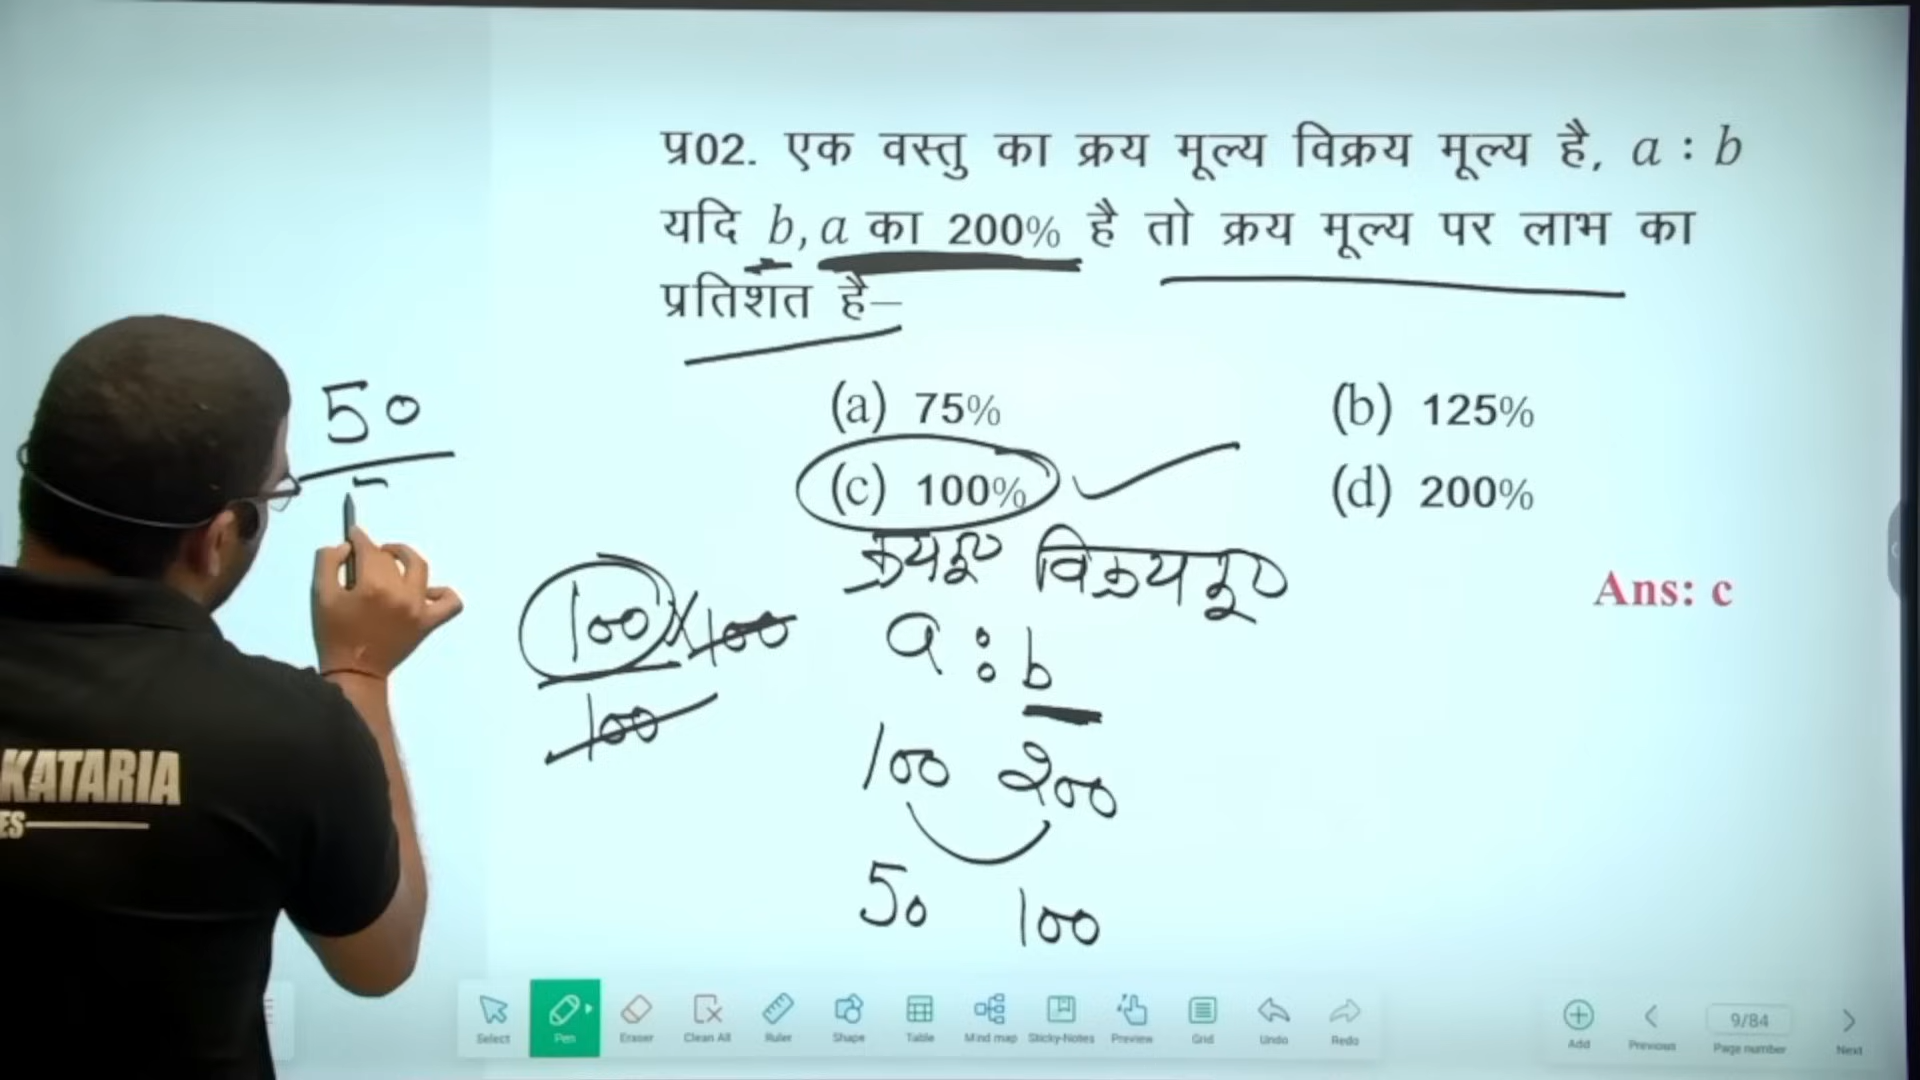 प्र02. एक वस्तु का क्रय मूल्य विक्रय मूल्य है, a : b
यदि b, a का 200% है तो क्रय मूल्य पर लाभ का
प्रतिशत है–
(a) 75% (b) 125%
(c) 100% (d) 200%
Ans: c
क्रयमू विक्रयमू
a : b
100 200
50 100
100 × 100
100
50
5
KATARIA
ES
Select Pen Eraser Clean All Ruler Shape Table Mind map Sticky-Notes Preview Grid Undo Redo Add Previous 9/84 Page number Next